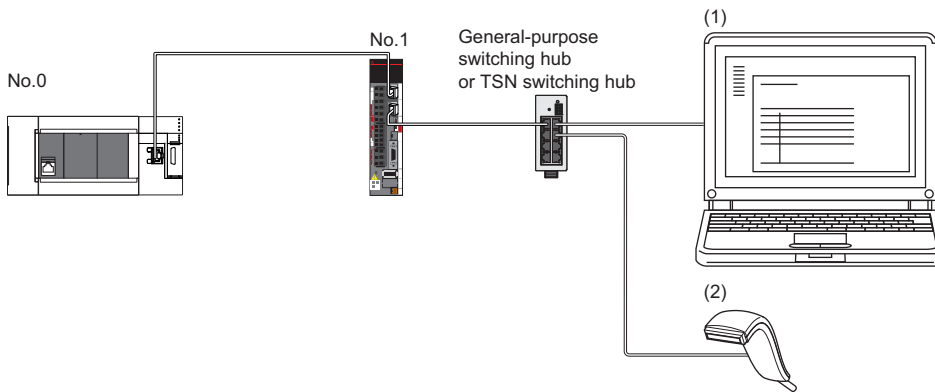 (1)
General-purpose
switching hub
or TSN switching hub
No.1
No.0
(2)